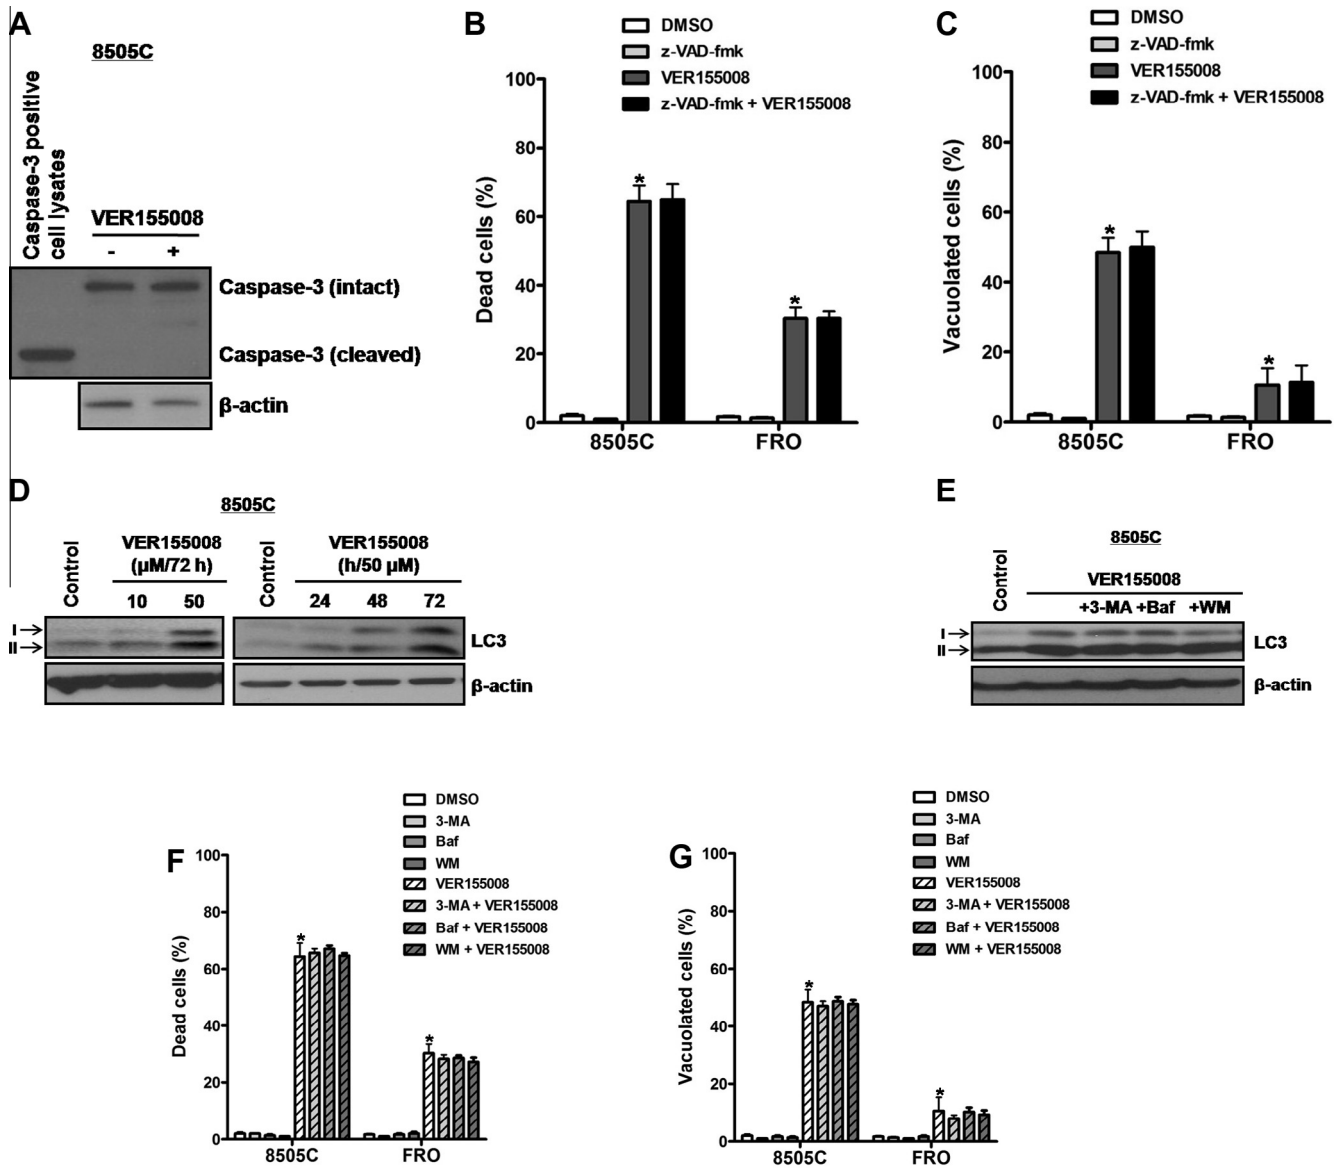 A
8505C
Caspase-3 positive
cell lysates
VER155008
- +
Caspase-3 (intact)
Caspase-3 (cleaved)
β-actin
B
DMSO
z-VAD-fmk
VER155008
z-VAD-fmk + VER155008
Dead cells (%)
100
80
60
40
20
0
*
*
8505C FRO
C
DMSO
z-VAD-fmk
VER155008
z-VAD-fmk + VER155008
Vacuolated cells (%)
100
80
60
40
20
0
*
*
8505C FRO
D
8505C
Control
VER155008
(µM/72 h)
10 50
Control
VER155008
(h/50 µM)
24 48 72
I
II
LC3
β-actin
E
8505C
Control
VER155008
+3-MA +Baf +WM
I
II
LC3
β-actin
F
DMSO
3-MA
Baf
WM
VER155008
3-MA + VER155008
Baf + VER155008
WM + VER155008
Dead cells (%)
100
80
60
40
20
0
*
*
8505C FRO
G
DMSO
3-MA
Baf
WM
VER155008
3-MA + VER155008
Baf + VER155008
WM + VER155008
Vacuolated cells (%)
100
80
60
40
20
0
*
*
8505C FRO